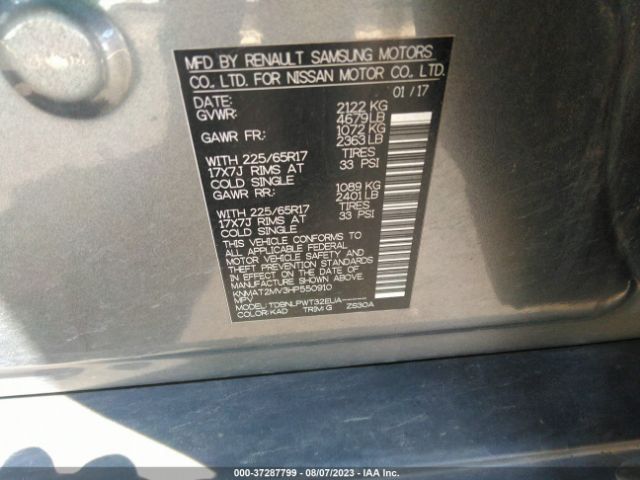 MFD BY RENAULT SAMSUNG MOTORS
CO., LTD. FOR NISSAN MOTOR CO., LTD.
DATE: 01 / 17
GVWR: 2122 KG
4679 LB
GAWR FR: 1072 KG
2363 LB
WITH 225/65R17 TIRES
17X7J RIMS AT 33 PSI
COLD SINGLE
GAWR RR: 1089 KG
2401 LB
WITH 225/65R17 TIRES
17X7J RIMS AT 33 PSI
COLD SINGLE
THIS VEHICLE CONFORMS TO
ALL APPLICABLE FEDERAL
MOTOR VEHICLE SAFETY AND
THEFT PREVENTION STANDARDS
IN EFFECT ON THE DATE OF
MANUFACTURE SHOWN ABOVE.
KNMAT2MV3HP550910
MPV
MODEL: TDBNLPWT32EUA-----
COLOR: KAD TRIM: G ZS30A
000-37287799 - 08/07/2023 - IAA Inc.